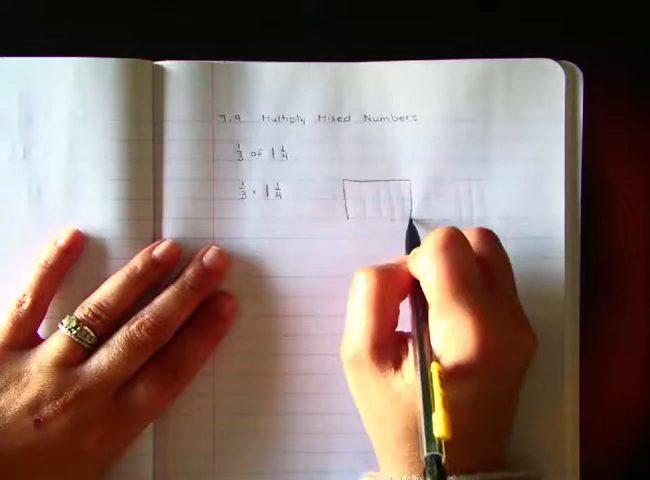 7.9 Multiply Mixed Numbers
1/3 of 1 1/4
1/3 · 1 1/4